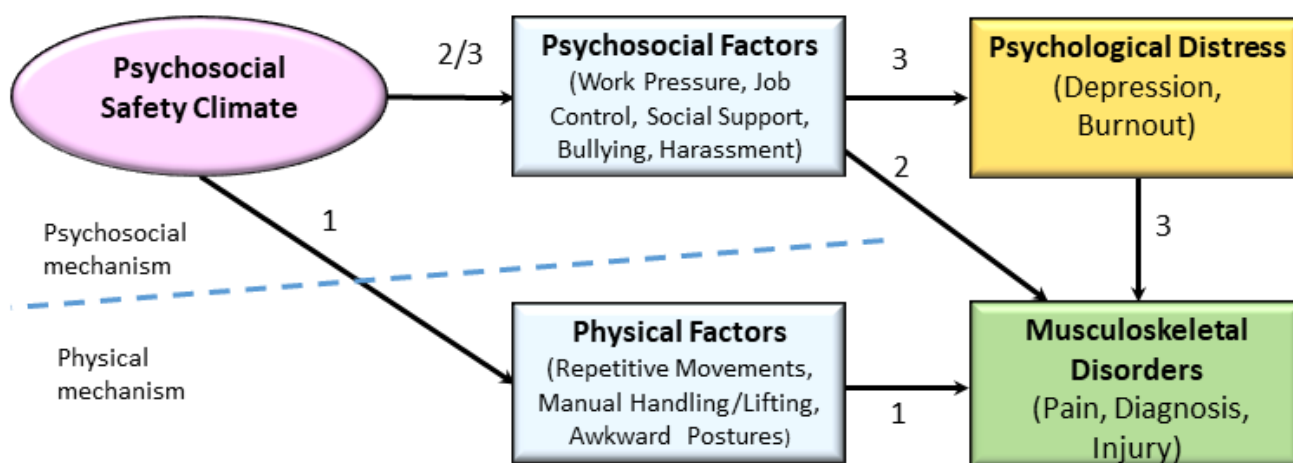 Psychosocial
Safety Climate
2/3
Psychosocial Factors
(Work Pressure, Job
Control, Social Support,
Bullying, Harassment)
3
Psychological Distress
(Depression,
Burnout)
1
2
3
Psychosocial
mechanism
Physical
mechanism
Physical Factors
(Repetitive Movements,
Manual Handling/Lifting,
Awkward Postures)
1
Musculoskeletal
Disorders
(Pain, Diagnosis,
Injury)